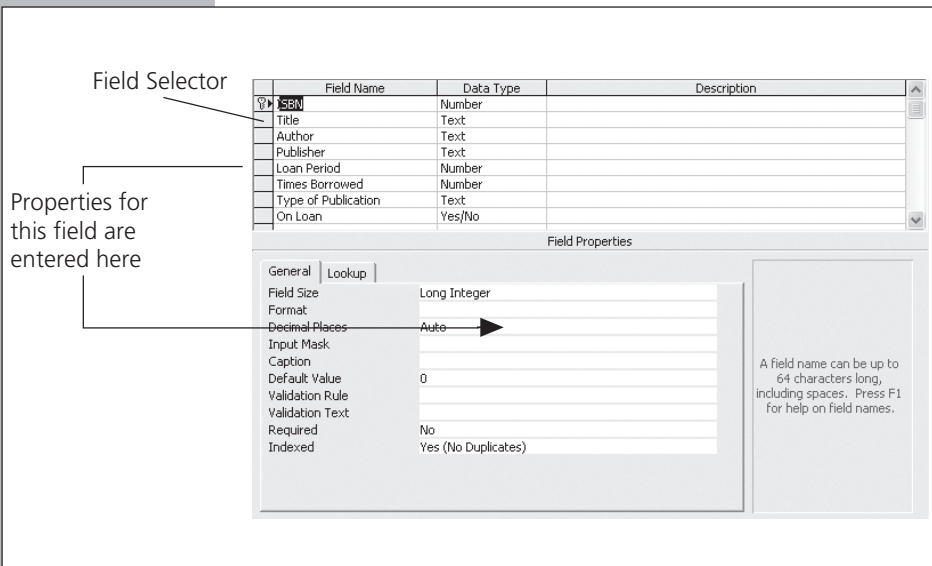 Field Selector
Properties for
this field are
entered here
Field Name Data Type Description
ISBN Number
Title Text
Author Text
Publisher Text
Loan Period Number
Times Borrowed Number
Type of Publication Text
On Loan Yes/No
Field Properties
General Lookup
Field Size Long Integer
Format
Decimal Places Auto
Input Mask
Caption
Default Value 0
Validation Rule
Validation Text
Required No
Indexed Yes (No Duplicates)
A field name can be up to
64 characters long,
including spaces. Press F1
for help on field names.